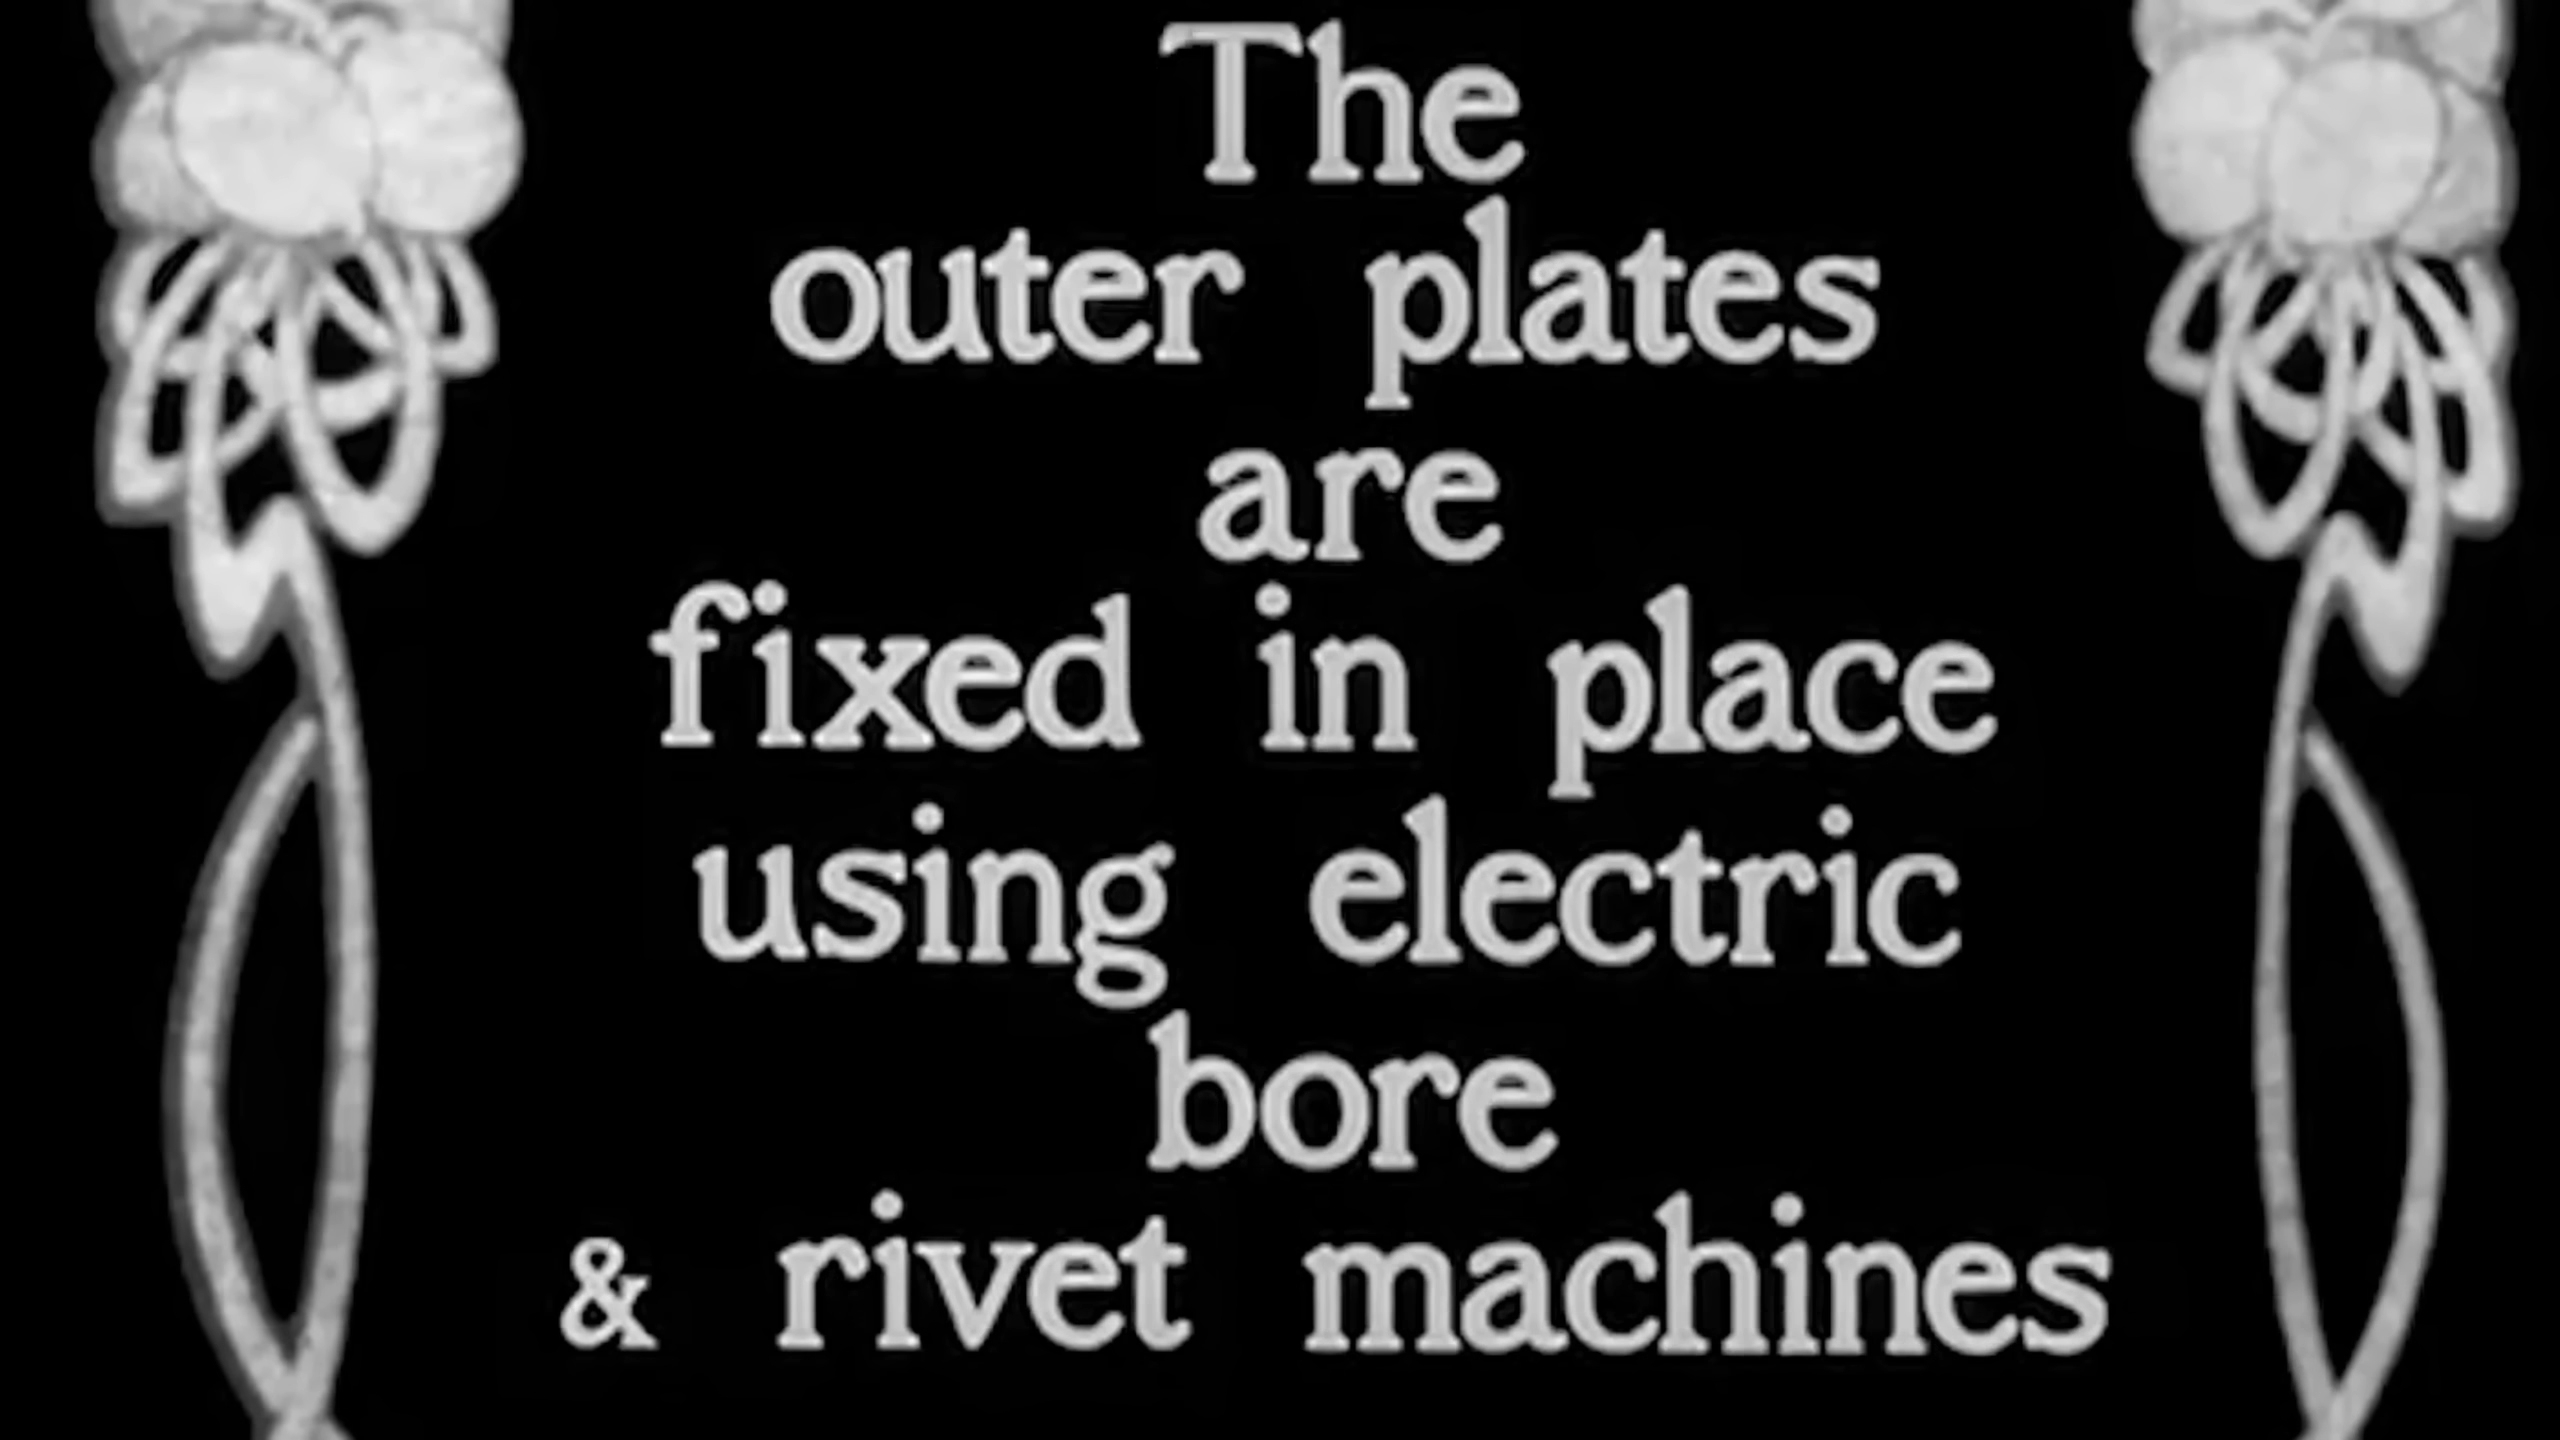 The
outer plates
are
fixed in place
using electric
bore
& rivet machines